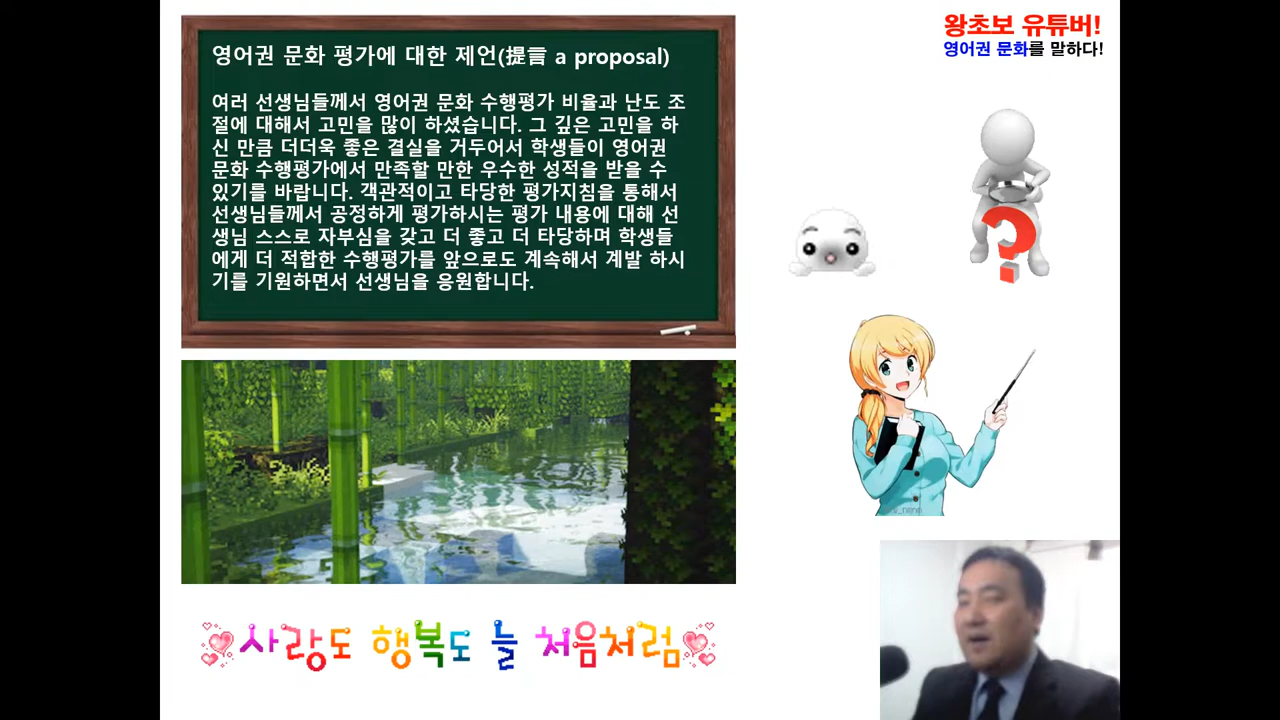 왕초보 유튜버!
영어권 문화를 말하다!
영어권 문화 평가에 대한 제언(提言 a proposal)
여러 선생님들께서 영어권 문화 수행평가 비율과 난도 조
절에 대해서 고민을 많이 하셨습니다. 그 깊은 고민을 하
신 만큼 더더욱 좋은 결실을 거두어서 학생들이 영어권
문화 수행평가에서 만족할 만한 우수한 성적을 받을 수
있기를 바랍니다. 객관적이고 타당한 평가지침을 통해서
선생님들께서 공정하게 평가하시는 평가 내용에 대해 선
생님 스스로 자부심을 갖고 더 좋고 더 타당하며 학생들
에게 더 적합한 수행평가를 앞으로도 계속해서 계발 하시
기를 기원하면서 선생님을 응원합니다.
사랑도 행복도 늘 처음처럼